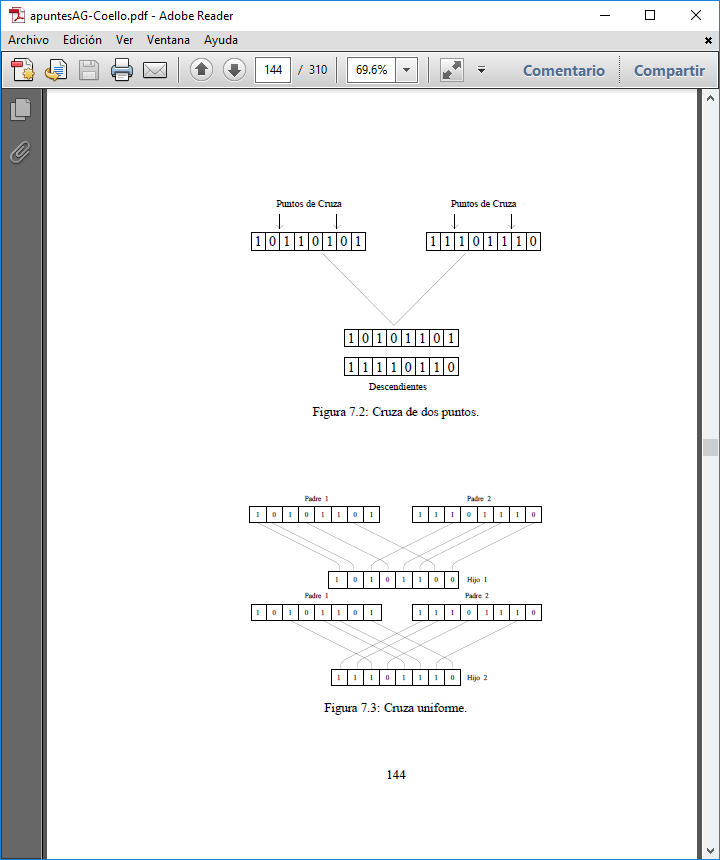 apuntesAG-Coello.pdf - Adobe Reader
Archivo Edición Ver Ventana Ayuda
144 / 310 69.6% Comentario Compartir
Puntos de Cruza Puntos de Cruza
1 0 1 1 0 1 0 1 1 1 1 0 1 1 1 0
1 0 1 0 1 1 0 1
1 1 1 1 0 1 1 0
Descendientes
Figura 7.2: Cruza de dos puntos.
Padre 1 Padre 2
1 0 1 0 1 1 0 1 1 1 1 0 1 1 1 0
1 0 1 0 1 1 0 0 Hijo 1
Padre 1 Padre 2
1 0 1 0 1 1 0 1 1 1 1 0 1 1 1 0
1 1 1 0 1 1 1 0 Hijo 2
Figura 7.3: Cruza uniforme.
144